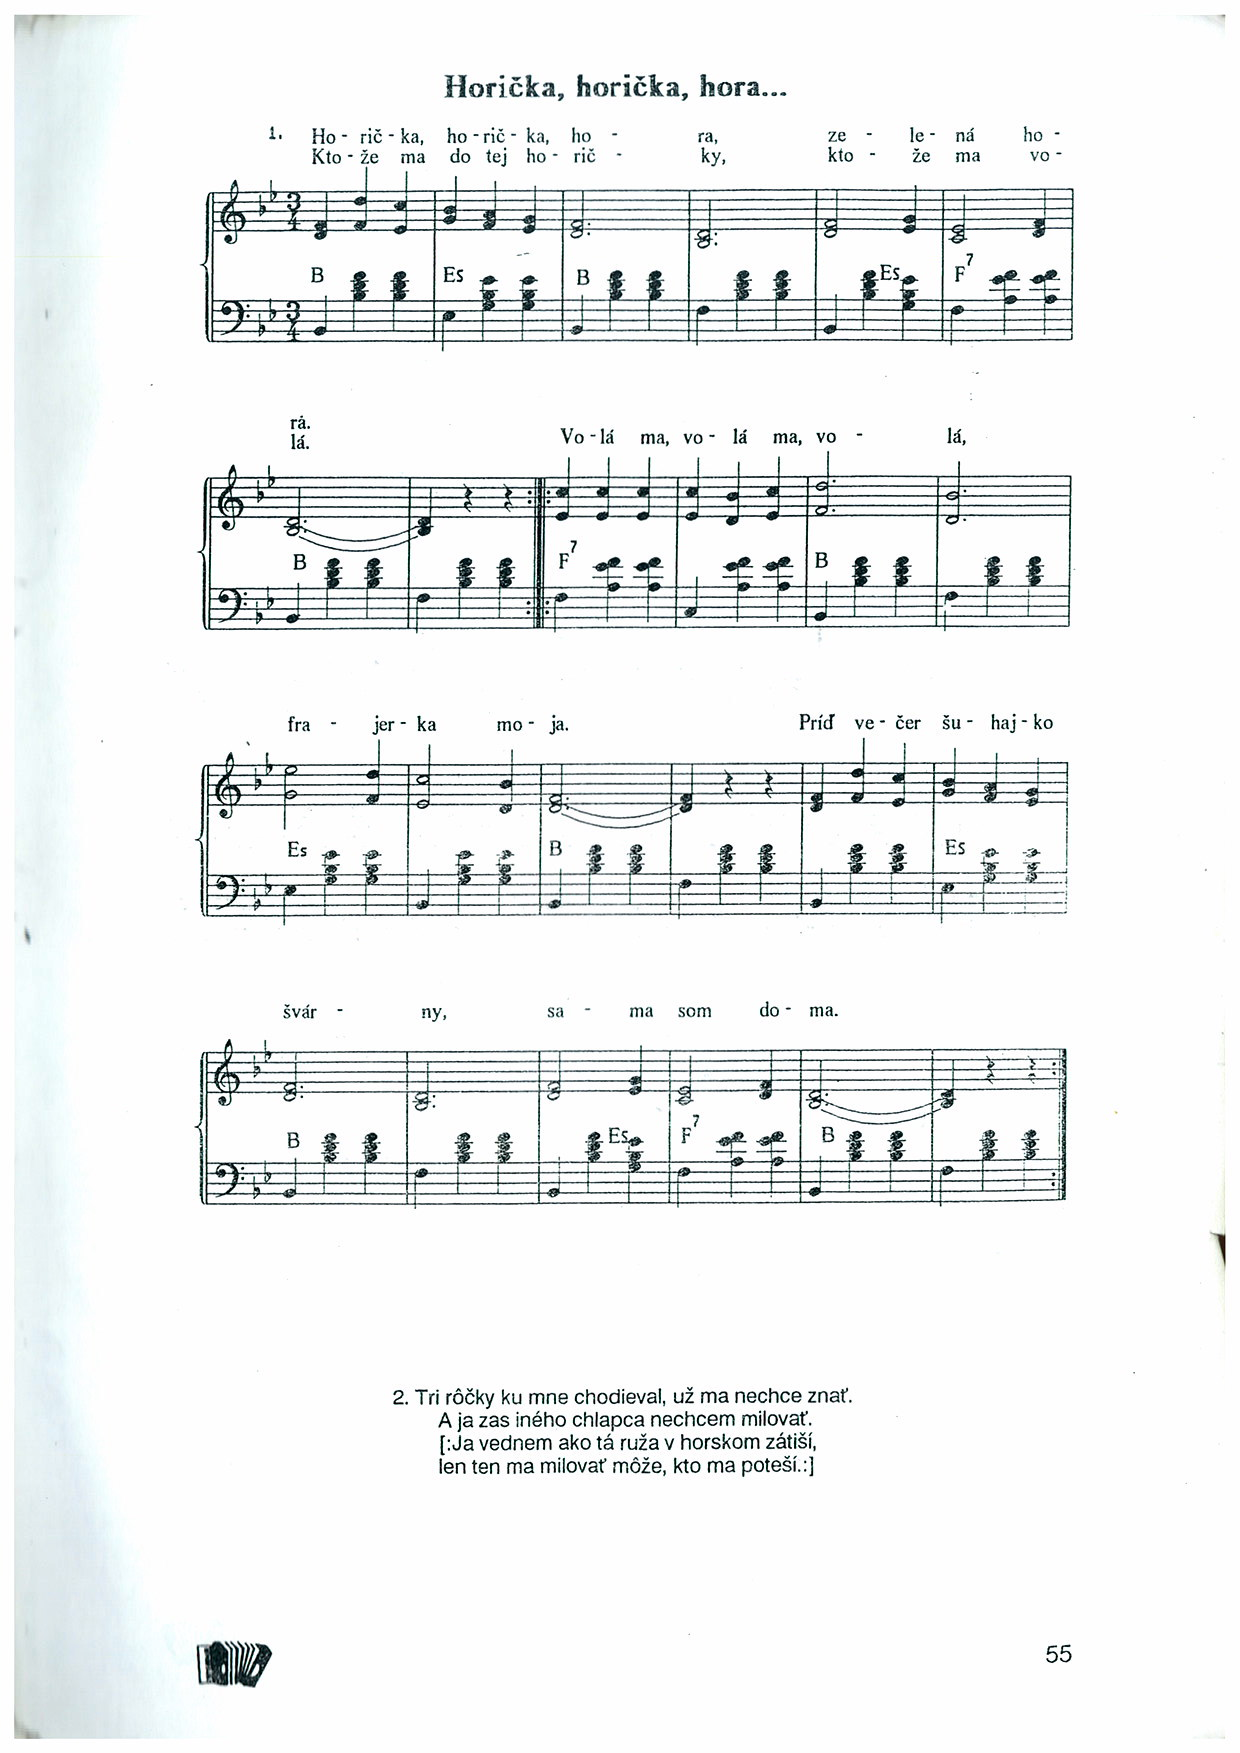 Horička, horička, hora...
1. Ho - rič - ka, ho - rič - ka, ho - ra, ze - le - ná ho -
Kto - že ma do tej ho - rič - ky, kto - že ma vo -
3 4
B Es B Es F7
3 4
rá.
lá.
Vo - lá ma, vo - lá ma, vo - lá,
B F7 B
fra - jer - ka mo - ja. Príď ve - čer šu - haj - ko
Es B Es
švár - ny, sa - ma som do - ma.
B Es F7 B
2. Tri rôčky ku mne chodieval, už ma nechce znať.
A ja zas iného chlapca nechcem milovať.
[:Ja vednem ako tá ruža v horskom zátiší,
len ten ma milovať môže, kto ma poteší.:]
55